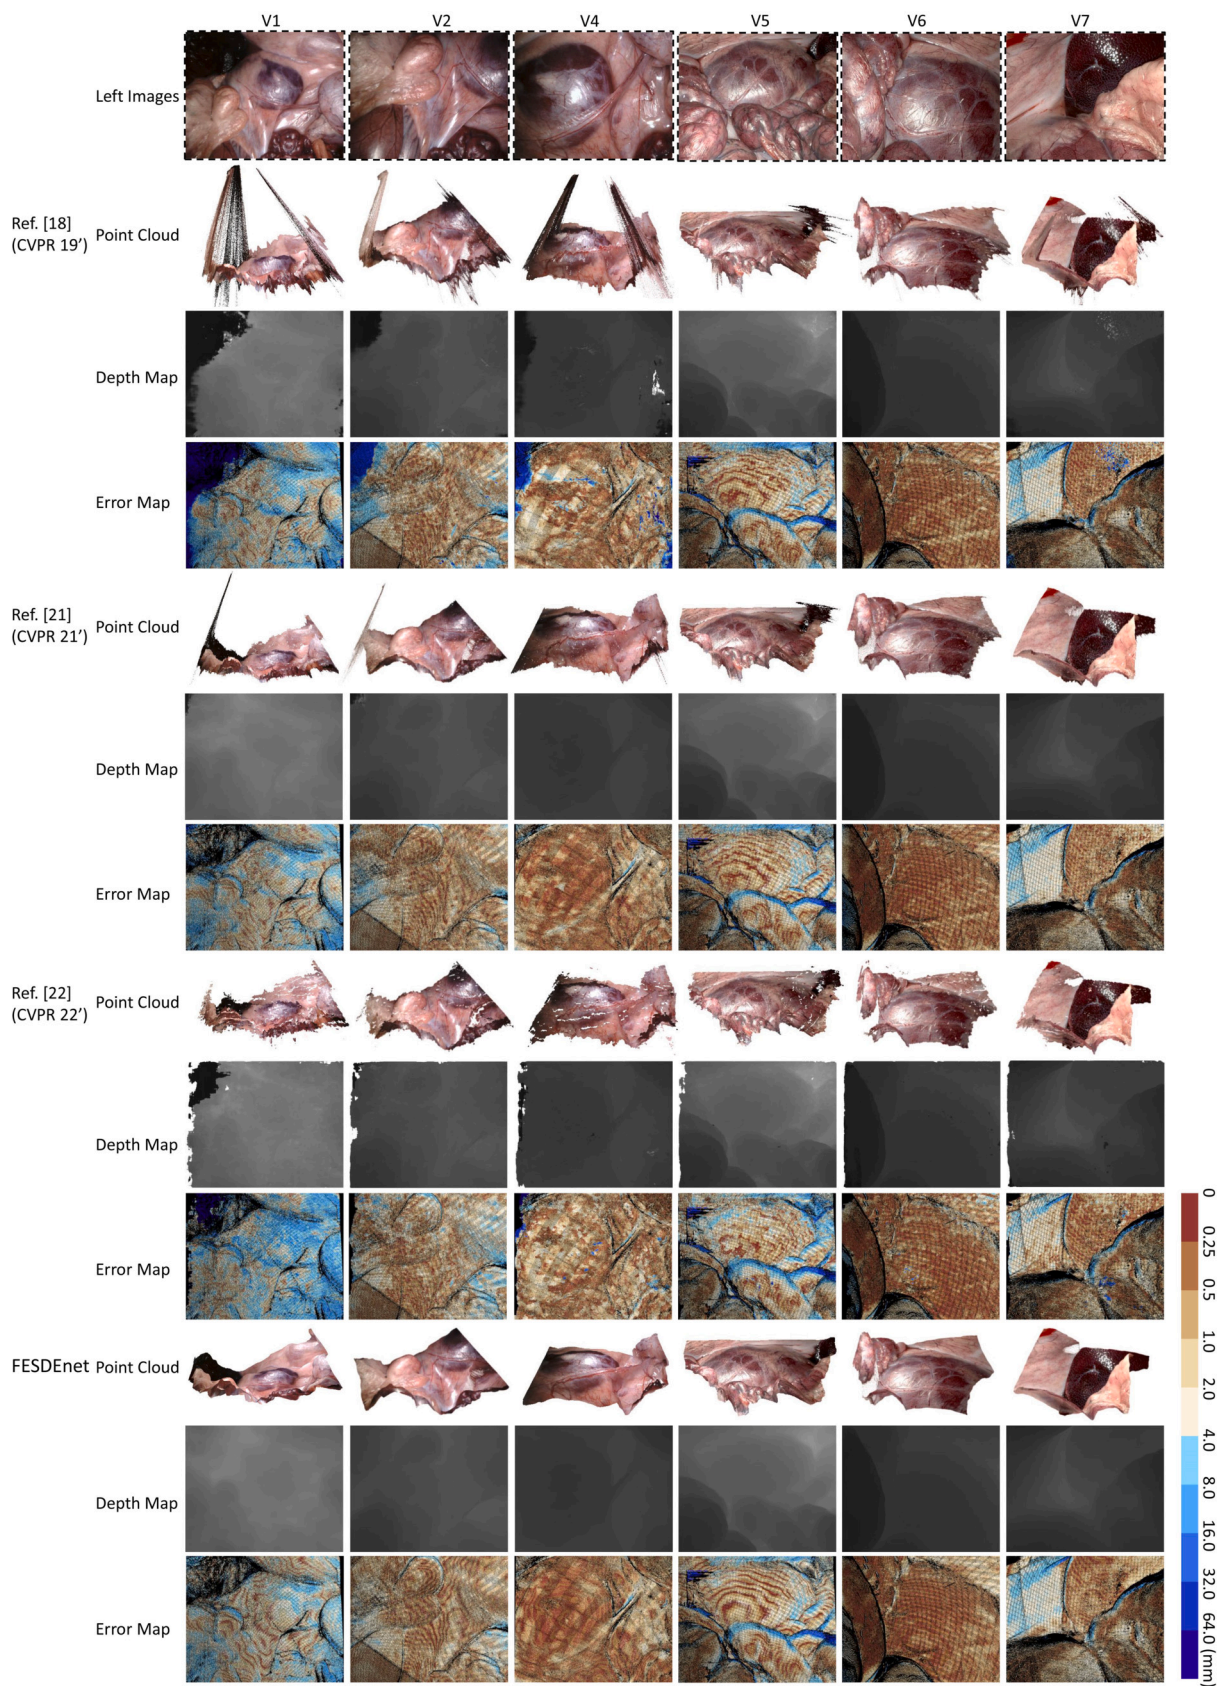 V1 V2 V4 V5 V6 V7
Left Images
Ref. [18]
(CVPR 19’)
Point Cloud
Depth Map
Error Map
Ref. [21]
(CVPR 21’)
Point Cloud
Depth Map
Error Map
Ref. [22]
(CVPR 22’)
Point Cloud
Depth Map
Error Map
FESDEnet
Point Cloud
Depth Map
Error Map
0 0.25 0.5 1.0 2.0 4.0 8.0 16.0 32.0 64.0 (mm)